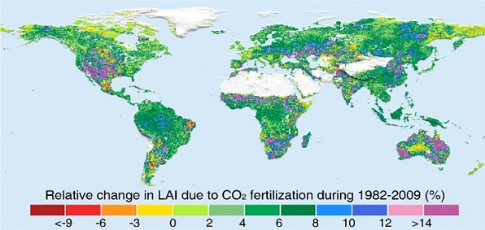 Relative change in LAI due to CO₂ fertilization during 1982-2009 (%)
<-9 -6 -3 0 2 4 6 8 10 12 >14